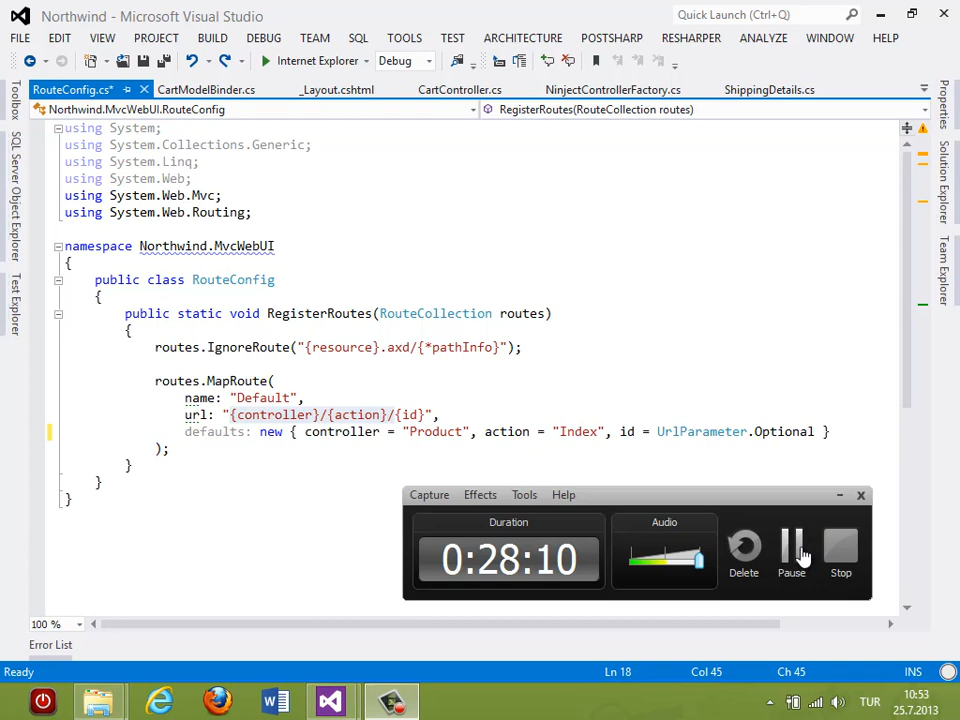 Northwind - Microsoft Visual Studio
Quick Launch (Ctrl+Q)
FILE EDIT VIEW PROJECT BUILD DEBUG TEAM SQL TOOLS TEST ARCHITECTURE POSTSHARP RESHARPER ANALYZE WINDOW HELP
Internet Explorer Debug
RouteConfig.cs* CartModelBinder.cs _Layout.cshtml CartController.cs NinjectControllerFactory.cs ShippingDetails.cs
Northwind.MvcWebUI.RouteConfig RegisterRoutes(RouteCollection routes)
Toolbox
SQL Server Object Explorer
Test Explorer
Properties
Solution Explorer
Team Explorer
using System;
using System.Collections.Generic;
using System.Linq;
using System.Web;
using System.Web.Mvc;
using System.Web.Routing;
namespace Northwind.MvcWebUI
{
public class RouteConfig
{
public static void RegisterRoutes(RouteCollection routes)
{
routes.IgnoreRoute("{resource}.axd/{*pathInfo}");
routes.MapRoute(
name: "Default",
url: "{controller}/{action}/{id}",
defaults: new { controller = "Product", action = "Index", id = UrlParameter.Optional }
);
}
}
}
Capture Effects Tools Help
Duration
0:28:10
Audio
Delete
Pause
Stop
100 %
Error List
Ready Ln 18 Col 45 Ch 45 INS
TUR
10:53
25.7.2013